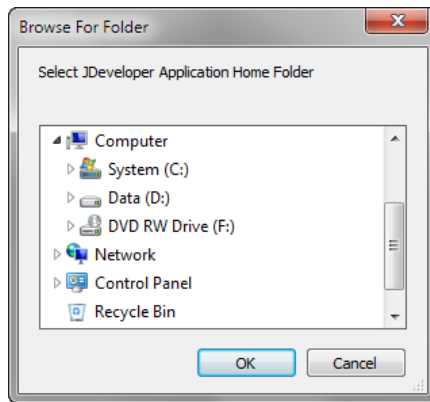 Browse For Folder
Select JDeveloper Application Home Folder
Computer
System (C:)
Data (D:)
DVD RW Drive (F:)
Network
Control Panel
Recycle Bin
OK
Cancel